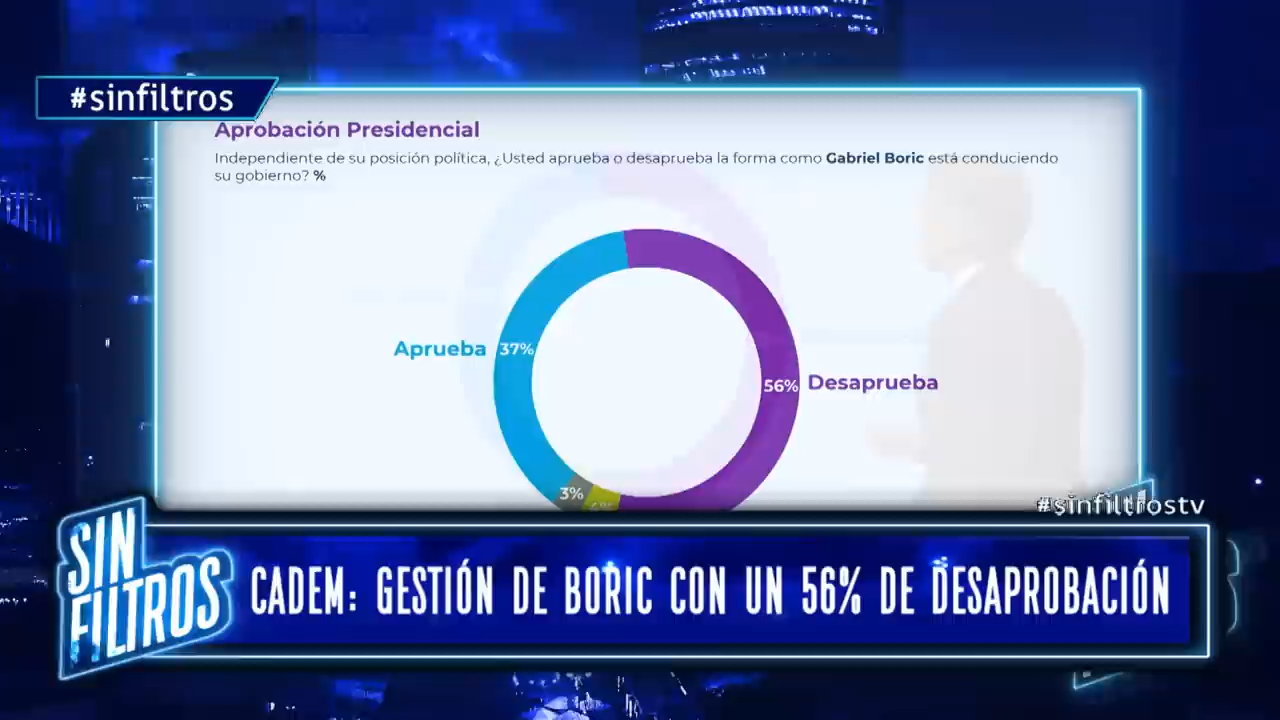 #sinfiltros
Aprobación Presidencial
Independiente de su posición política, ¿Usted aprueba o desaprueba la forma como Gabriel Boric está conduciendo
su gobierno? %
Aprueba
37%
56%
Desaprueba
3%
#sinfiltrostv
SIN
FILTROS
CADEM: GESTIÓN DE BORIC CON UN 56% DE DESAPROBACIÓN